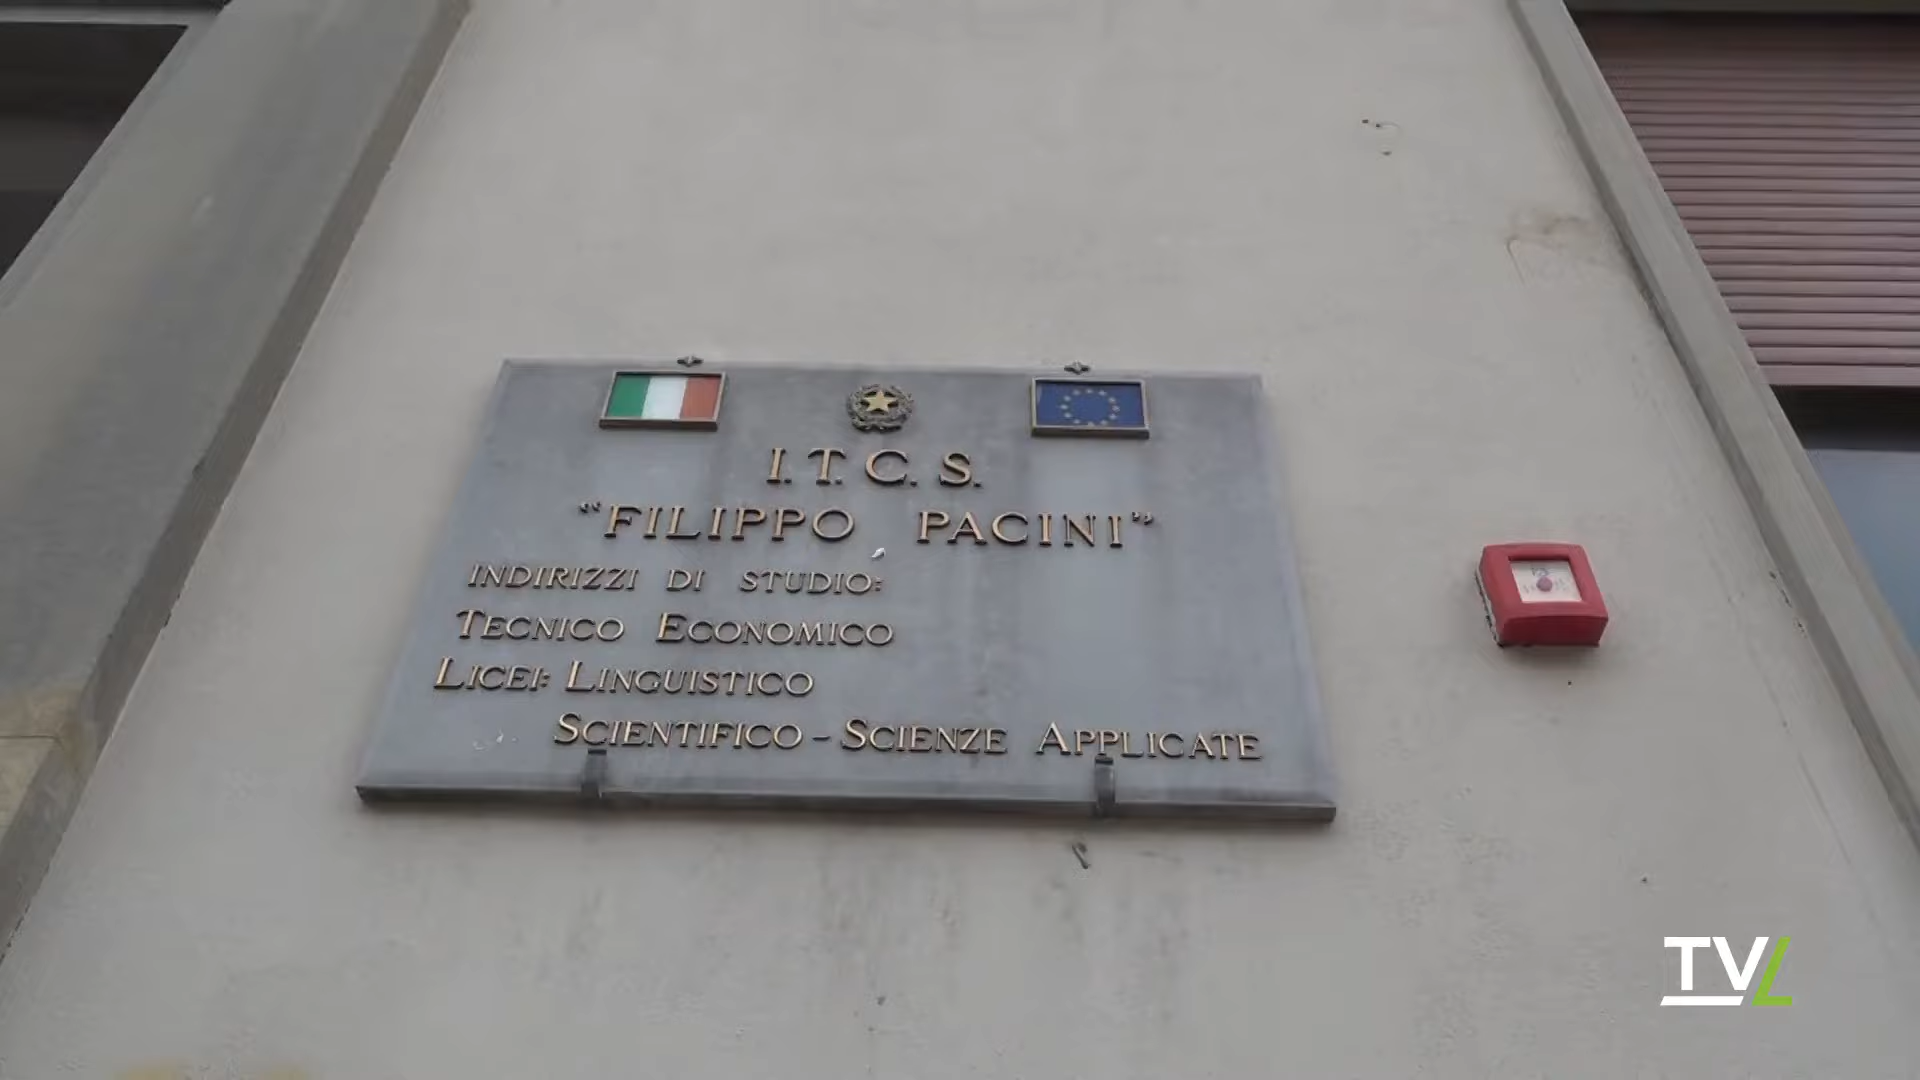 I.T.C.S.
"FILIPPO PACINI"
INDIRIZZI DI STUDIO:
TECNICO ECONOMICO
LICEI: LINGUISTICO
SCIENTIFICO - SCIENZE APPLICATE
TVL